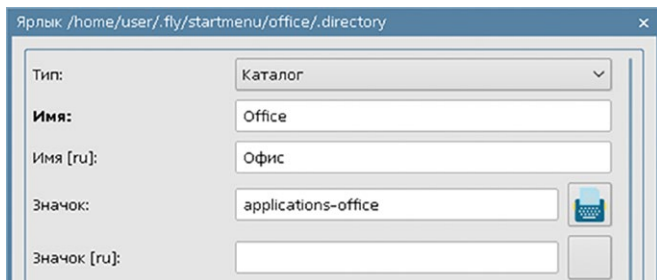 Ярлык /home/user/.fly/startmenu/office/.directory
Тип: Каталог
Имя: Office
Имя [ru]: Офис
Значок: applications-office
Значок [ru]: